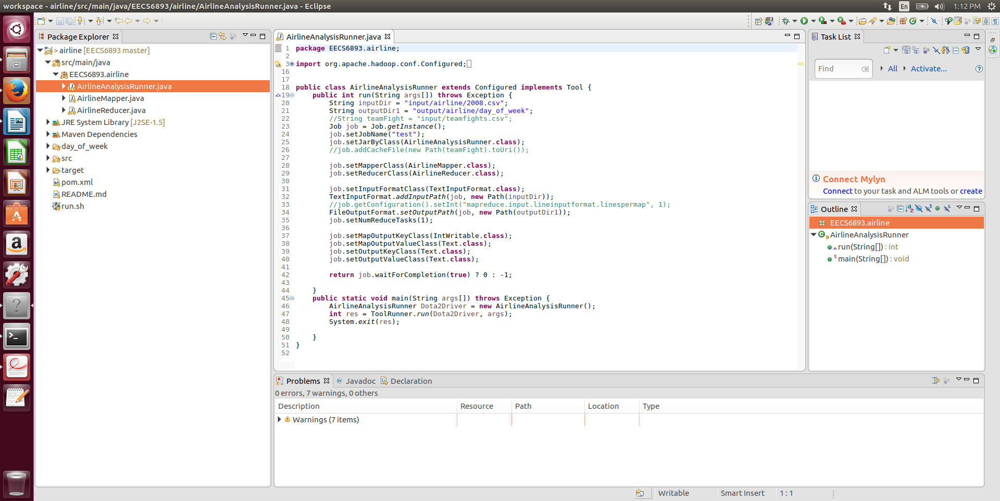 workspace - airline/src/main/java/EECS6893/airline/AirlineAnalysisRunner.java - Eclipse
En
1:12 PM
Package Explorer
> airline [EECS6893 master]
src/main/java
EECS6893.airline
AirlineAnalysisRunner.java
AirlineMapper.java
AirlineReducer.java
JRE System Library [J2SE-1.5]
Maven Dependencies
day_of_week
src
target
pom.xml
README.md
run.sh
AirlineAnalysisRunner.java
1 package EECS6893.airline;
2
3 import org.apache.hadoop.conf.Configured;
16
17
18 public class AirlineAnalysisRunner extends Configured implements Tool {
19 public int run(String args[]) throws Exception {
20 String inputDir = "input/airline/2008.csv";
21 String outputDir1 = "output/airline/day_of_week";
22 //String teamFight = "input/teamfights.csv";
23 Job job = Job.getInstance();
24 job.setJobName("test");
25 job.setJarByClass(AirlineAnalysisRunner.class);
26 //job.addCacheFile(new Path(teamFight).toUri());
27
28 job.setMapperClass(AirlineMapper.class);
29 job.setReducerClass(AirlineReducer.class);
30
31 job.setInputFormatClass(TextInputFormat.class);
32 TextInputFormat.addInputPath(job, new Path(inputDir));
33 //job.getConfiguration().setInt("mapreduce.input.lineinputformat.linespermap", 1);
34 FileOutputFormat.setOutputPath(job, new Path(outputDir1));
35 job.setNumReduceTasks(1);
36
37 job.setMapOutputKeyClass(IntWritable.class);
38 job.setMapOutputValueClass(Text.class);
39 job.setOutputKeyClass(Text.class);
40 job.setOutputValueClass(Text.class);
41
42 return job.waitForCompletion(true) ? 0 : -1;
43
44 }
45 public static void main(String args[]) throws Exception {
46 AirlineAnalysisRunner Dota2Driver = new AirlineAnalysisRunner();
47 int res = ToolRunner.run(Dota2Driver, args);
48 System.exit(res);
49
50 }
51 }
52
Task List
Find
All
Activate...
Connect Mylyn
Connect to your task and ALM tools or create
Outline
EECS6893.airline
AirlineAnalysisRunner
run(String[]) : int
main(String[]) : void
Problems
@ Javadoc
Declaration
0 errors, 7 warnings, 0 others
Description Resource Path Location Type
Warnings (7 items)
Writable
Smart Insert
1 : 1